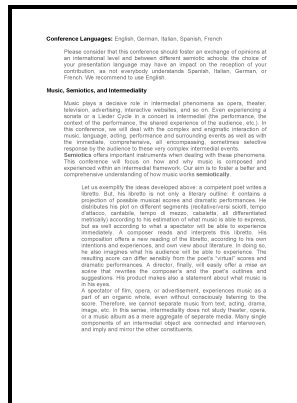 Conference Languages: English, German, Italian, Spanish, French
Please consider that this conference should foster an exchange of opinions at
an international level and between different semiotic schools: the choice of
your presentation language may have an impact on the reception of your
contribution, as not everybody understands Spanish, Italian, German, or
French. We recommend to use English.
Music, Semiotics, and Intermediality
Music plays a decisive role in intermedial phenomena as opera, theater,
television, advertising, interactive websites, and so on. Even experiencing a
sonata or a Lieder Cycle in a concert is intermedial (the performance, the
context of the performance, the shared experience of the audience, etc.). In
this conference, we will deal with the complex and enigmatic interaction of
music, language, acting, performance and surrounding events as well as with
the immediate, comprehensive, all encompassing, sometimes selective
response by the audience to these very complex intermedial events.
Semiotics offers important instruments when dealing with these phenomena.
This conference will focus on how and why music is composed and
experienced within an intermedial framework. Our aim is to foster a better and
comprehensive understanding of how music works semiotically.
Let us exemplify the ideas developed above: a competent poet writes a
libretto. But, his libretto is not only a literary outline: it contains a
projection of possible musical scores and dramatic performances. He
distributes his plot on different segments (recitative/versi sciolti, tempo
d'attacco, cantabile, tempo di mezzo, cabaletta, all differentiated
metrically) according to his estimation of what music is able to express,
but as well according to what a spectator will be able to experience
immediately. A composer reads and interprets this libretto. His
composition offers a new reading of the libretto; according to his own
intentions and experiences, and own view about literature. In doing so,
he also imagines what his audience will be able to experience. The
resulting score can differ sensibly from the poet's "virtual" scores and
dramatic performances. A director, finally, will easily offer a mise en
scène that rewrites the composer's and the poet's outlines and
suggestions. His product makes also a statement about what music is
in his eyes.
A spectator of film, opera, or advertisement, experiences music as a
part of an organic whole, even without consciously listening to the
score. Therefore, we cannot separate music from text, acting, drama,
image, etc. In this sense, intermediality does not study theater, opera,
or a music album as a mere aggregate of separate media. Many single
components of an intermedial object are connected and interwoven,
and imply and mirror the other constituents.